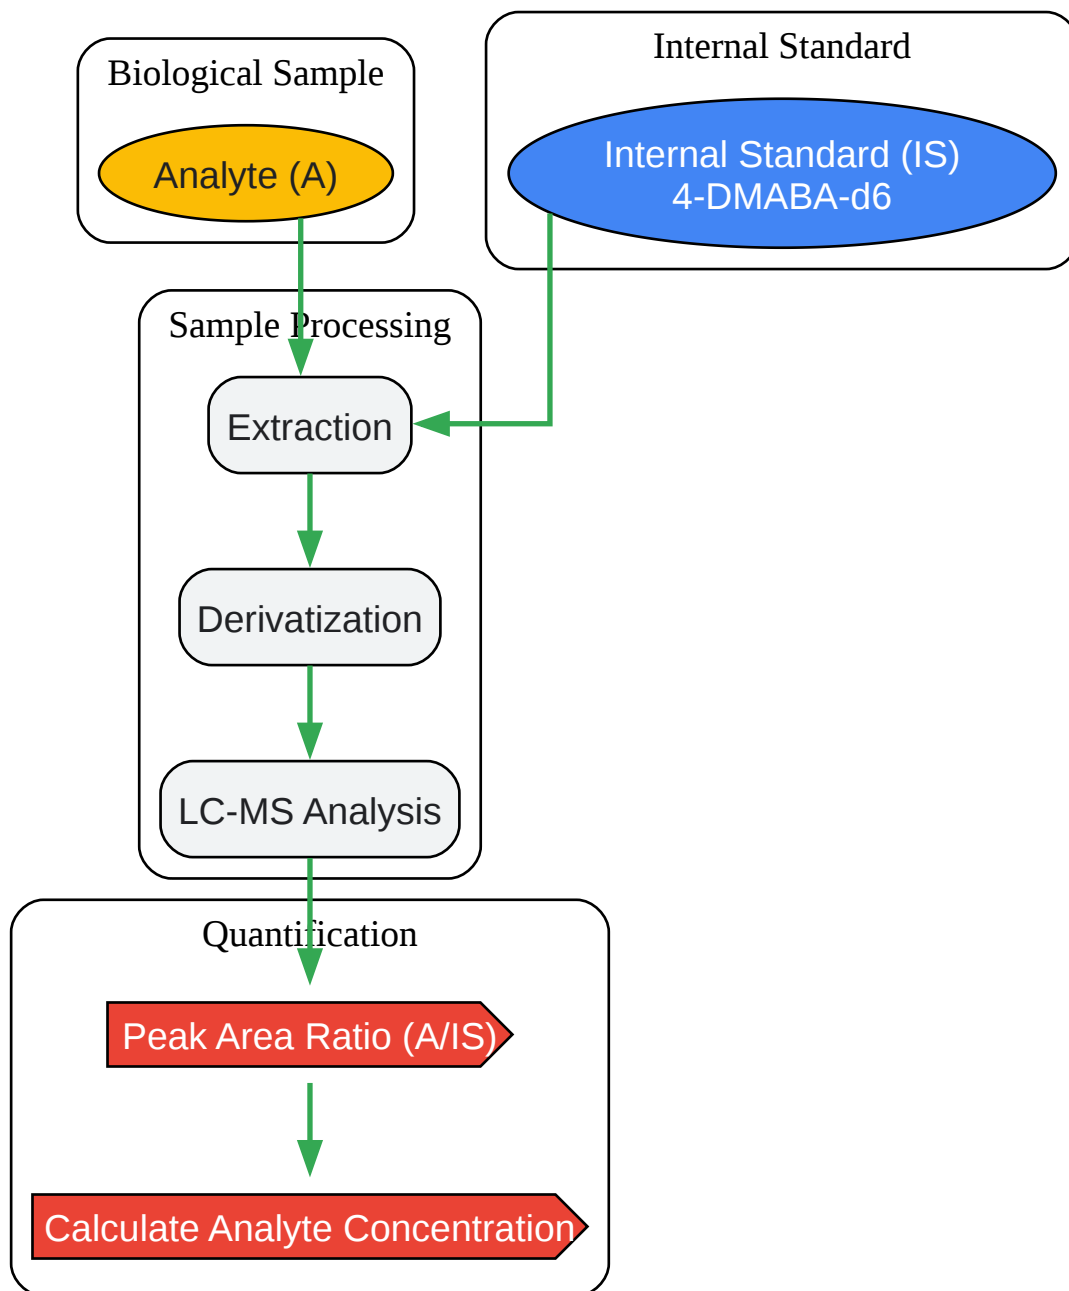 Biological Sample
Analyte (A)
Internal Standard
Internal Standard (IS)
4-DMABA-d6
Sample Processing
Extraction
Derivatization
LC-MS Analysis
Quantification
Peak Area Ratio (A/IS)
Calculate Analyte Concentration